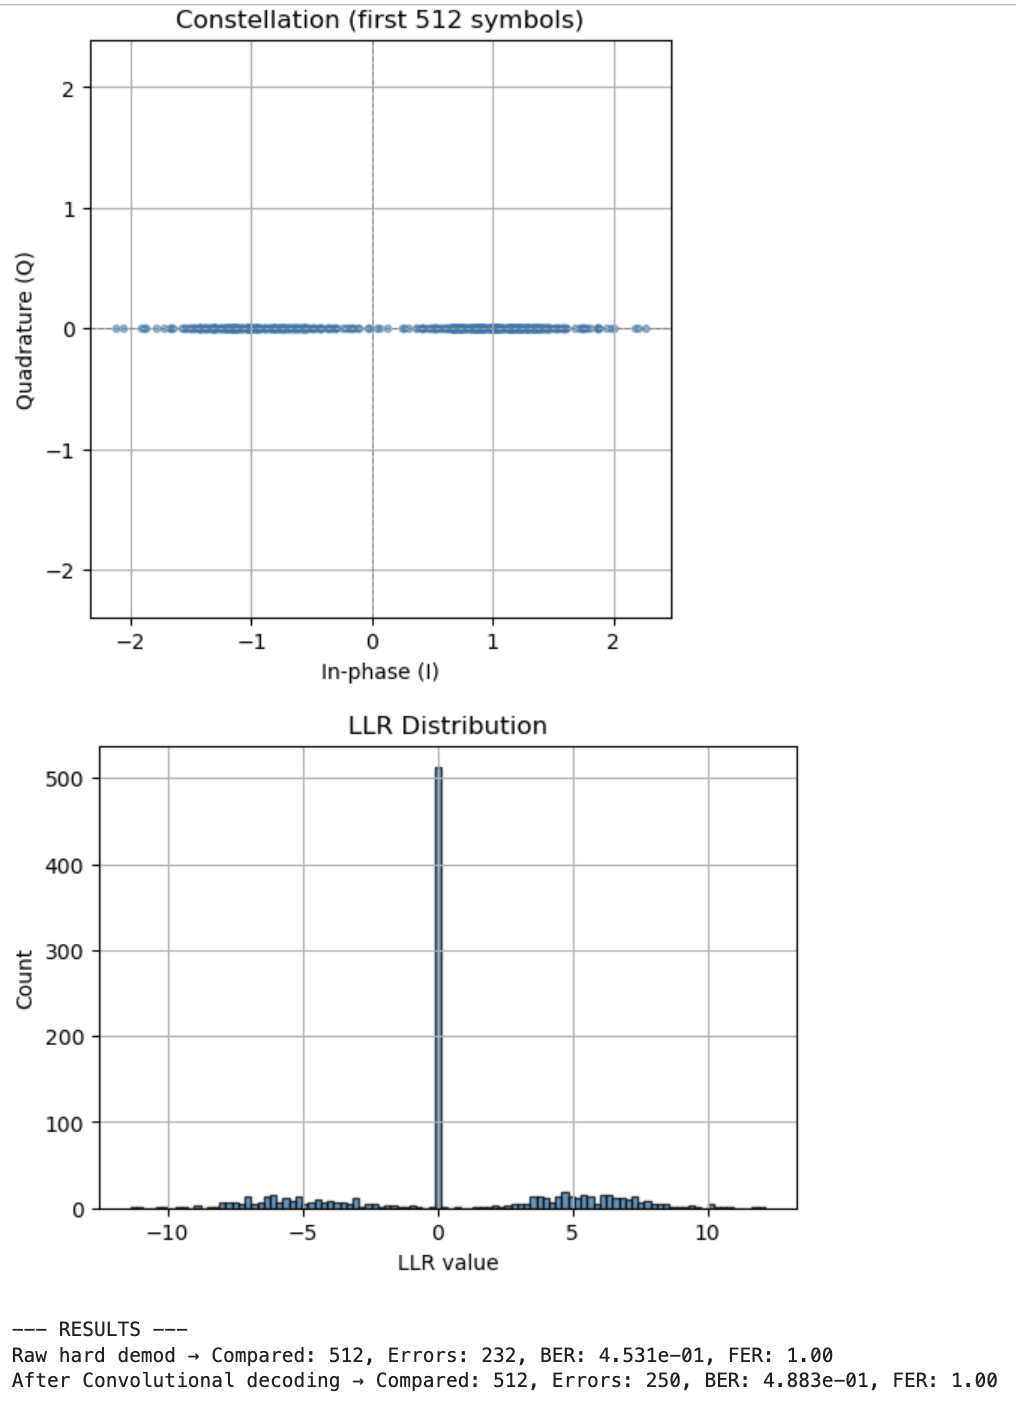 Constellation (first 512 symbols)
2
1
0
−1
−2
Quadrature (Q)
−2 −1 0 1 2
In-phase (I)
LLR Distribution
500
400
300
200
100
0
Count
−10 −5 0 5 10
LLR value
--- RESULTS ---
Raw hard demod → Compared: 512, Errors: 232, BER: 4.531e-01, FER: 1.00
After Convolutional decoding → Compared: 512, Errors: 250, BER: 4.883e-01, FER: 1.00